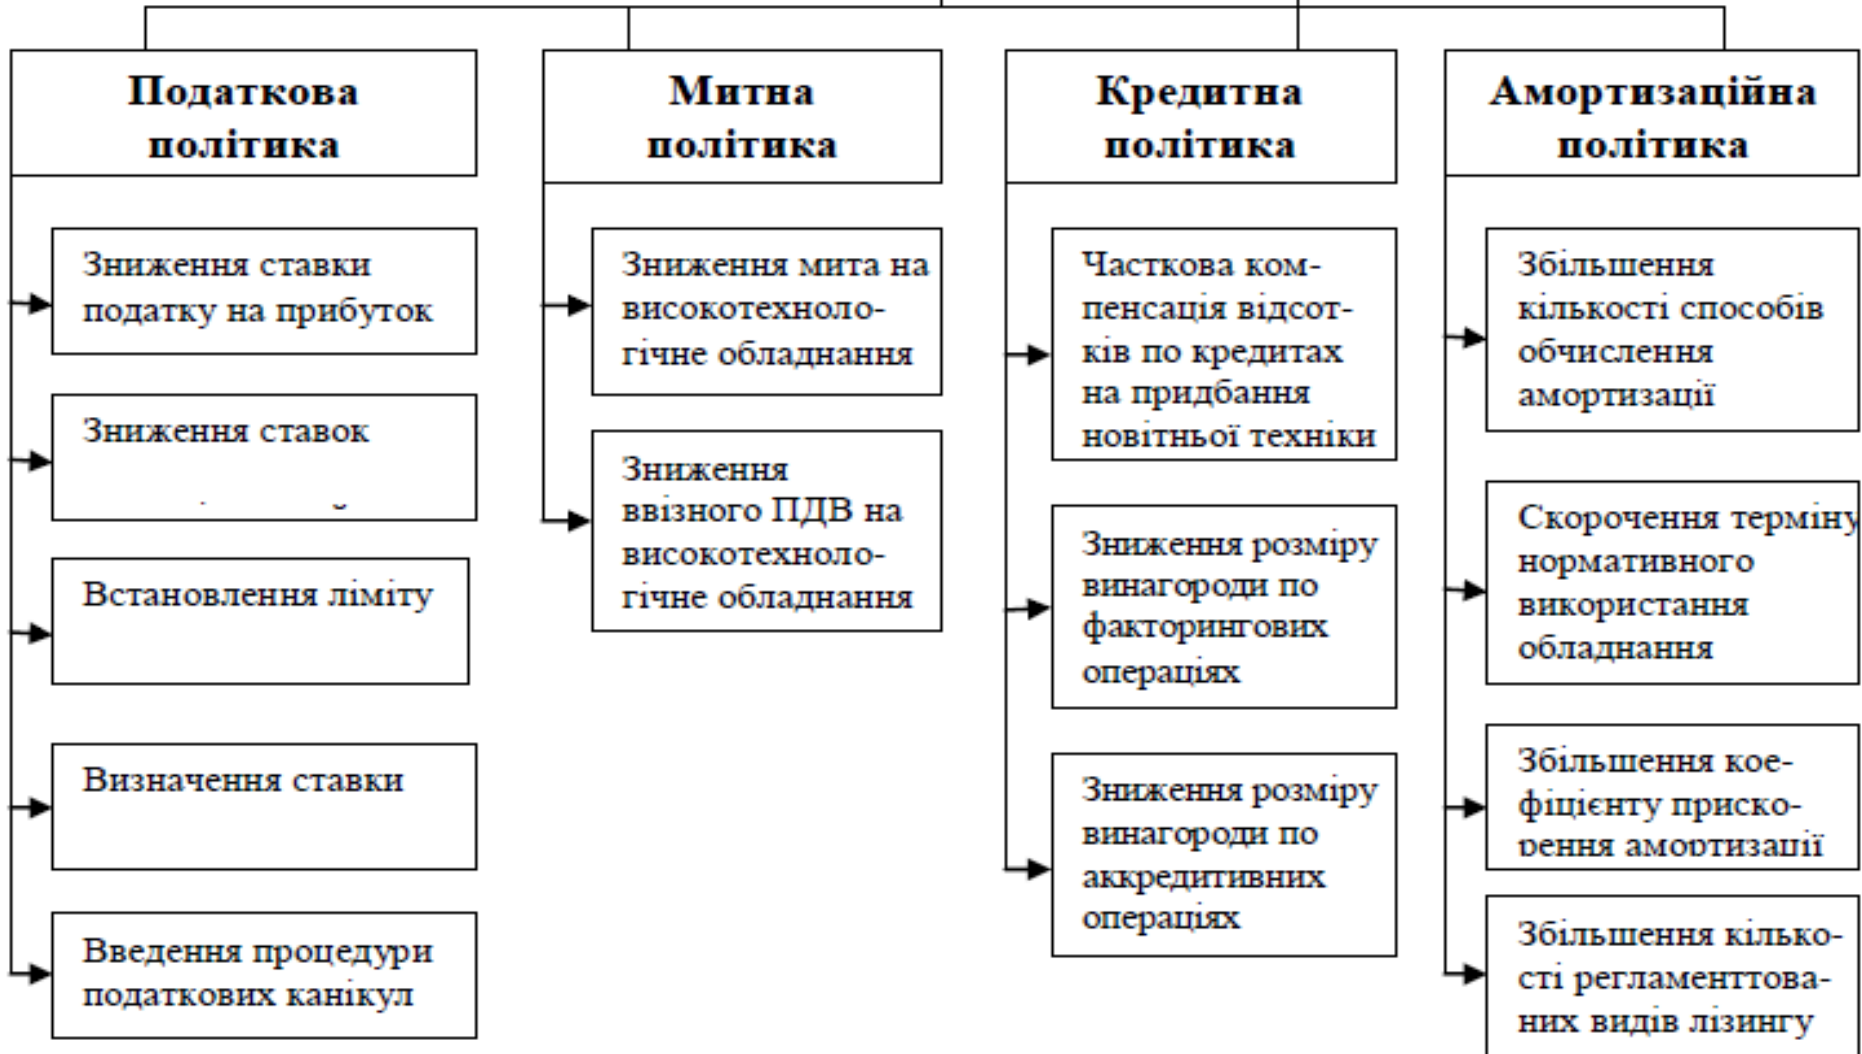 Податкова
політика
Зниження ставки
податку на прибуток
Зниження ставок
Встановлення ліміту
Визначення ставки
Введення процедури
податкових канікул
Митна
політика
Зниження мита на
високотехноло-
гічне обладнання
Зниження
ввізного ПДВ на
високотехноло-
гічне обладнання
Кредитна
політика
Часткова ком-
пенсація відсот-
ків по кредитах
на придбання
новітньої техніки
Зниження розміру
винагороди по
факторингових
операціях
Зниження розміру
винагороди по
аккредитивних
операціях
Амортизаційна
політика
Збільшення
кількості способів
обчислення
амортизації
Скорочення терміну
нормативного
використання
обладнання
Збільшення кое-
фіцієнту приско-
рення амортизації
Збільшення кілько-
сті регламенттова-
них видів лізингу